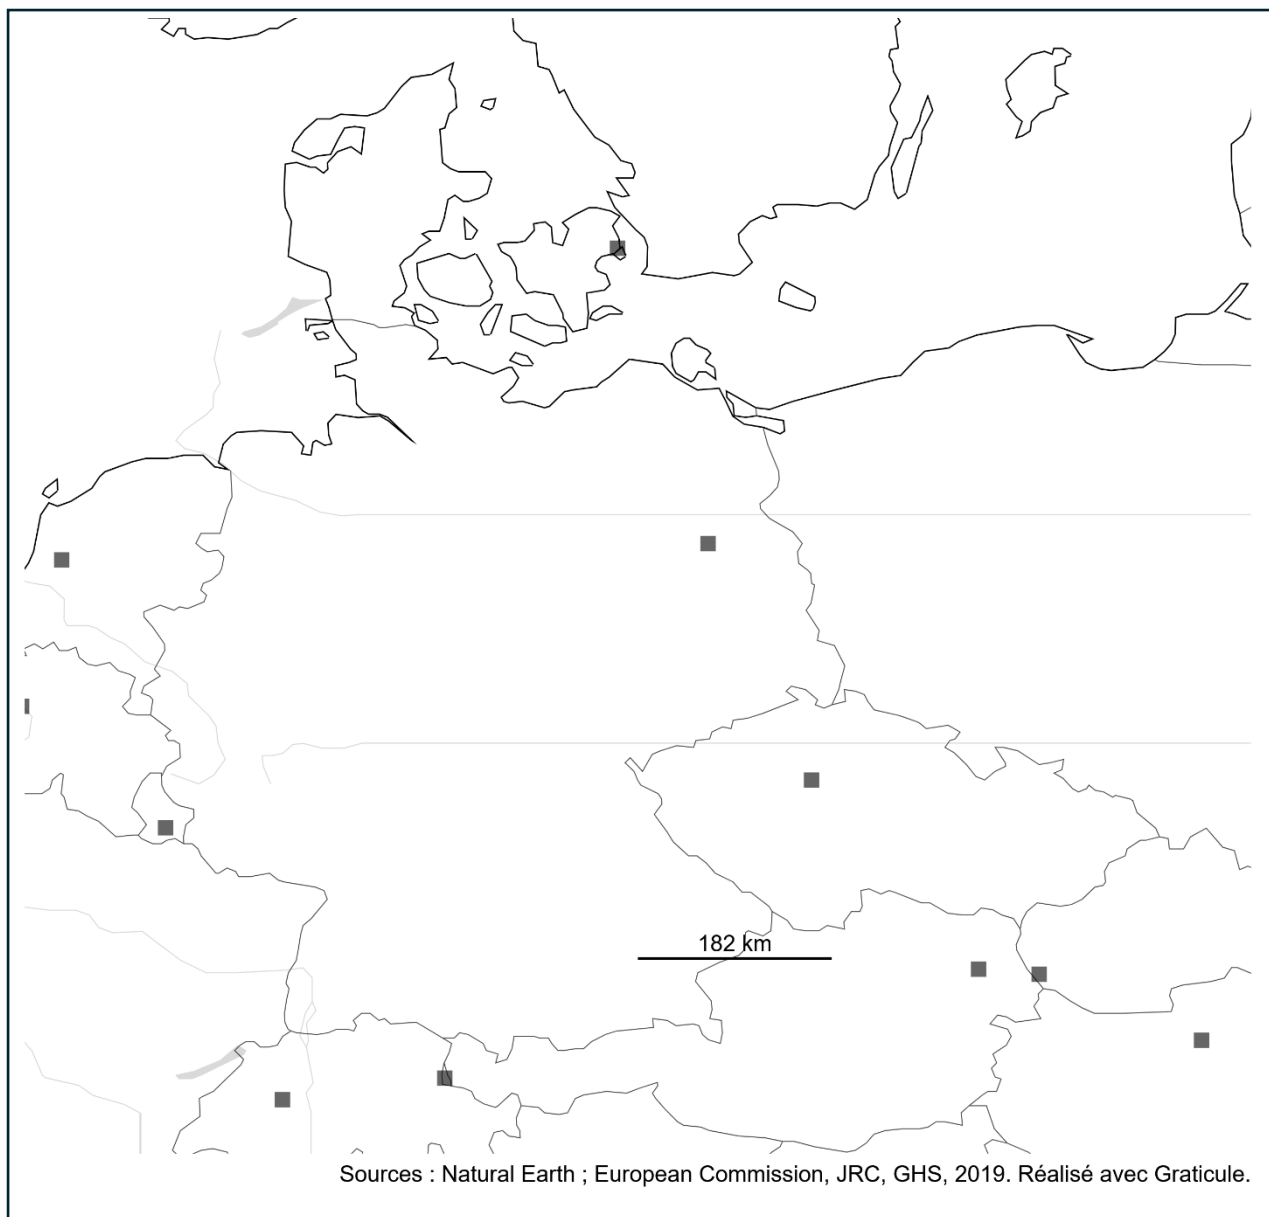 182 km
Sources : Natural Earth ; European Commission, JRC, GHS, 2019. Réalisé avec Graticule.